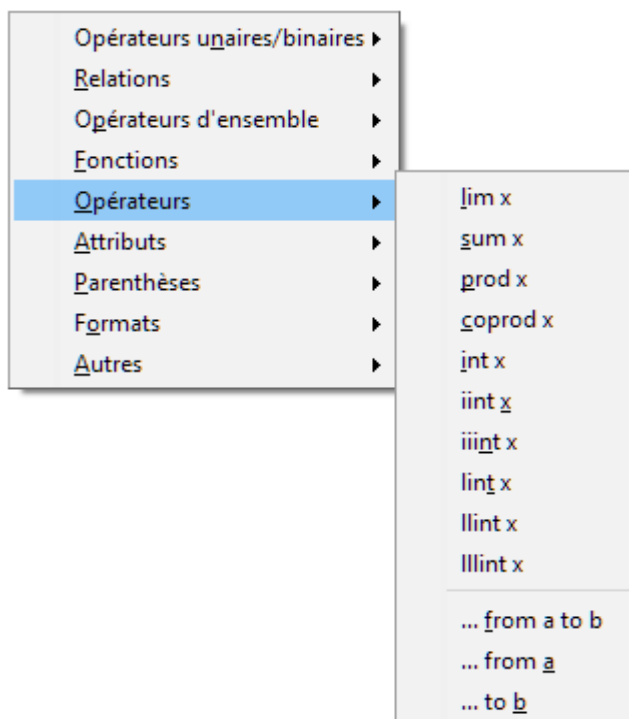 Opérateurs unaires/binaires
Relations
Opérateurs d'ensemble
Fonctions
Opérateurs
Attributs
Parenthèses
Formats
Autres
lim x
sum x
prod x
coprod x
int x
iint x
iiint x
lint x
llint x
lllint x
... from a to b
... from a
... to b